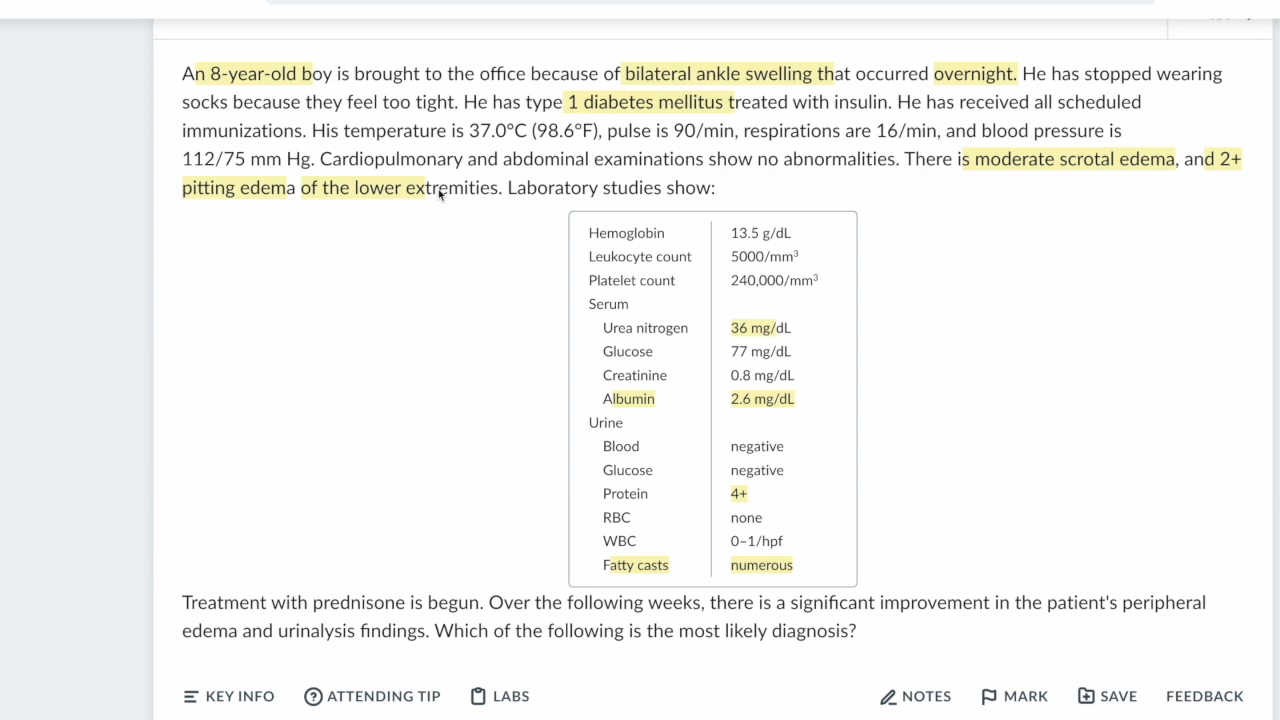 An 8-year-old boy is brought to the office because of bilateral ankle swelling that occurred overnight. He has stopped wearing
socks because they feel too tight. He has type 1 diabetes mellitus treated with insulin. He has received all scheduled
immunizations. His temperature is 37.0°C (98.6°F), pulse is 90/min, respirations are 16/min, and blood pressure is
112/75 mm Hg. Cardiopulmonary and abdominal examinations show no abnormalities. There is moderate scrotal edema, and 2+
pitting edema of the lower extremities. Laboratory studies show:
Hemoglobin 13.5 g/dL
Leukocyte count 5000/mm³
Platelet count 240,000/mm³
Serum
Urea nitrogen 36 mg/dL
Glucose 77 mg/dL
Creatinine 0.8 mg/dL
Albumin 2.6 mg/dL
Urine
Blood negative
Glucose negative
Protein 4+
RBC none
WBC 0–1/hpf
Fatty casts numerous
Treatment with prednisone is begun. Over the following weeks, there is a significant improvement in the patient's peripheral
edema and urinalysis findings. Which of the following is the most likely diagnosis?
KEY INFO ATTENDING TIP LABS NOTES MARK SAVE FEEDBACK